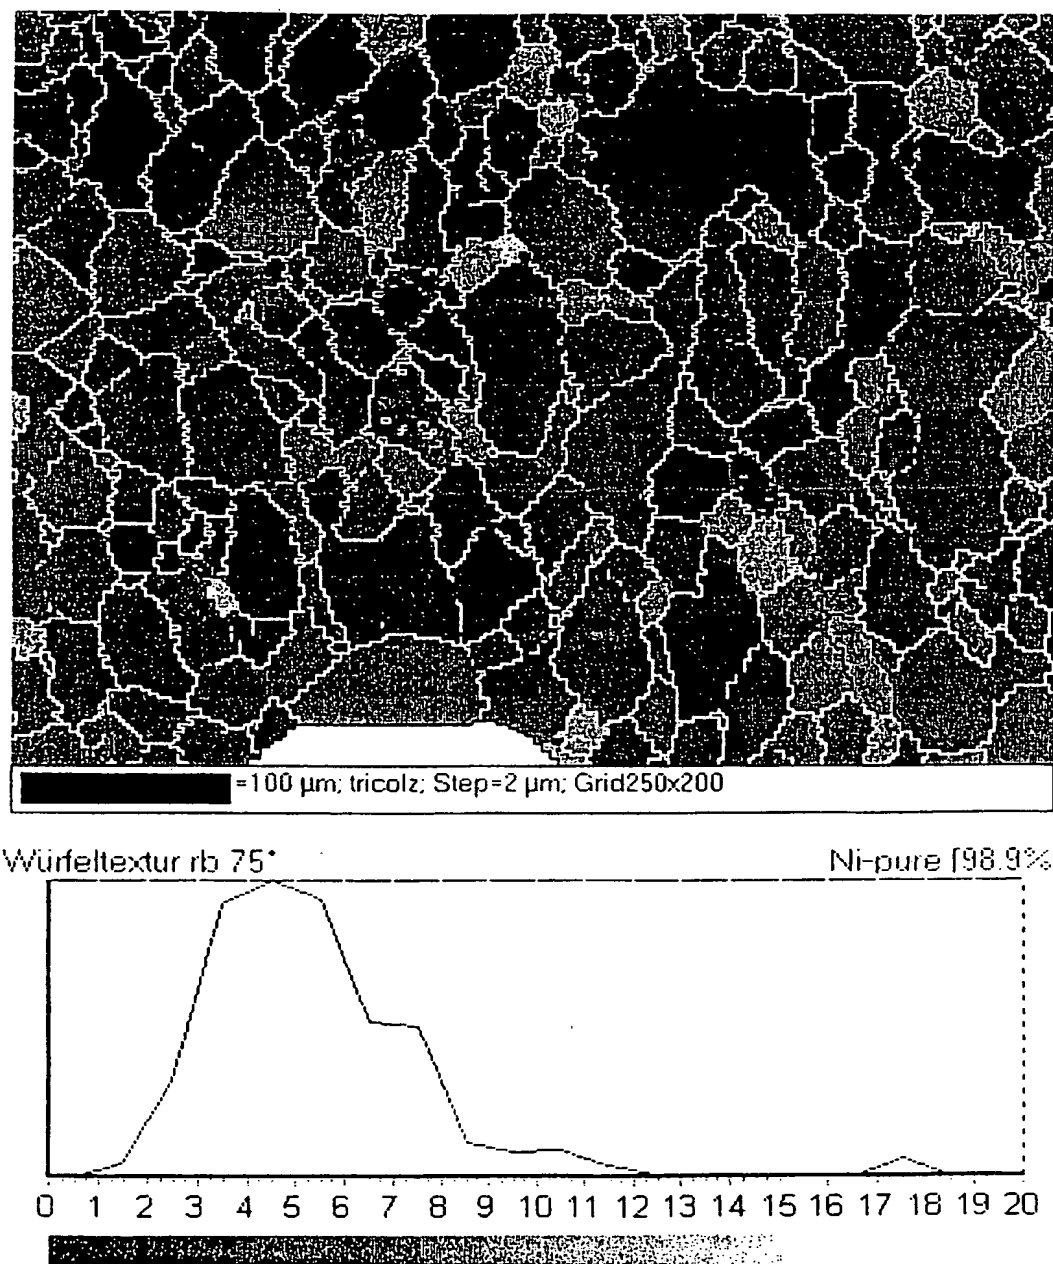 =100 µm; tricolz; Step=2 µm; Grid250x200
Würfeltextur rb 75° Ni-pure [98.9%
0 1 2 3 4 5 6 7 8 9 10 11 12 13 14 15 16 17 18 19 20